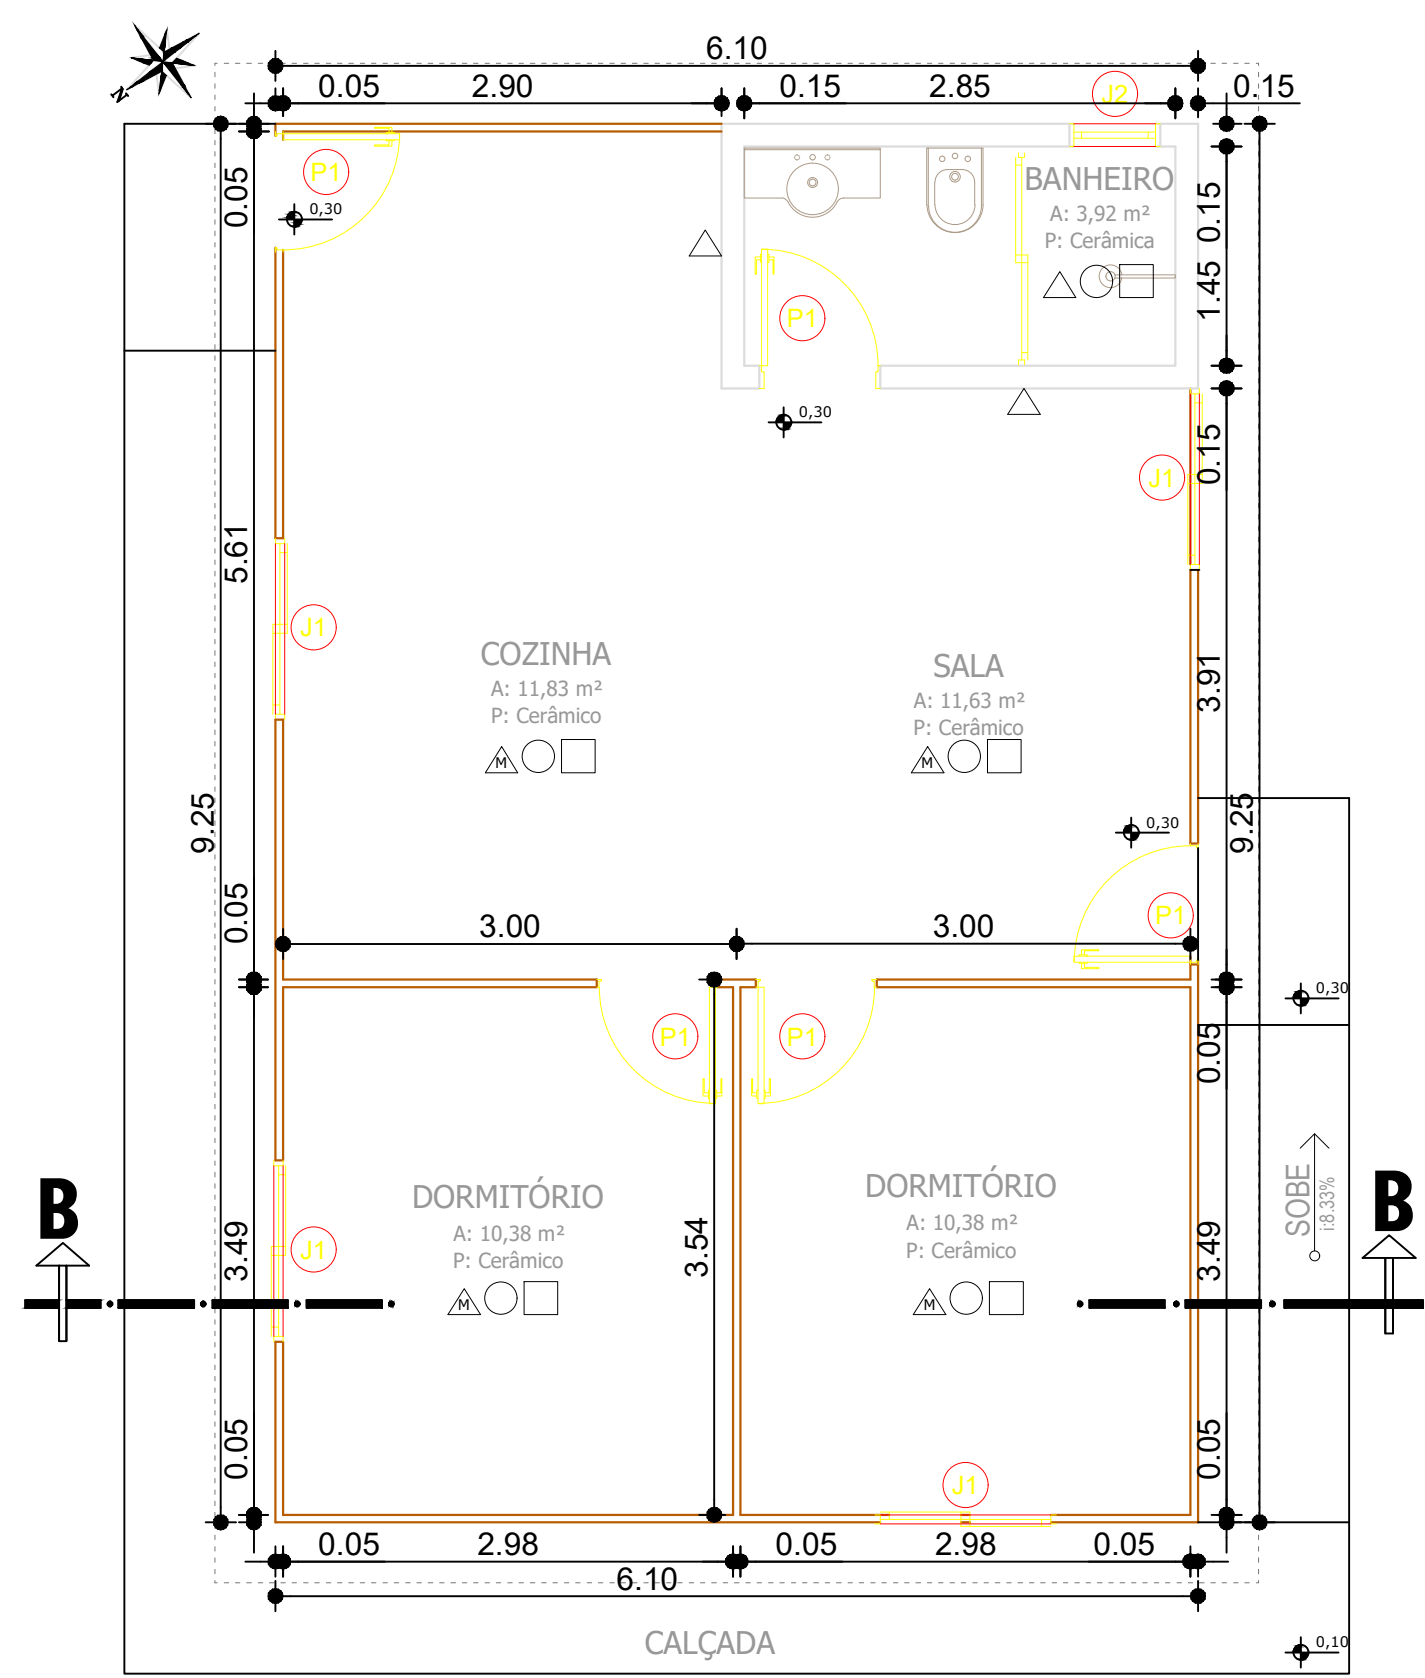 6.10
0.05
2.90
0.15
2.85
0.15
J2
N
P1
0,30
0.05
BANHEIRO
A: 3,92 m²
P: Cerâmica
0.15
1.45
P1
0,30
0.15
J1
5.61
J1
COZINHA
A: 11,83 m²
P: Cerâmico
M
SALA
A: 11,63 m²
P: Cerâmico
M
3.91
9.25
9.25
0,30
0.05
3.00
3.00
P1
0,30
P1
P1
0.05
B
DORMITÓRIO
A: 10,38 m²
P: Cerâmico
M
J1
3.49
3.54
DORMITÓRIO
A: 10,38 m²
P: Cerâmico
M
3.49
SOBE
i:8.33%
B
0.05
J1
0.05
0.05
2.98
0.05
2.98
0.05
6.10
CALÇADA
0,10